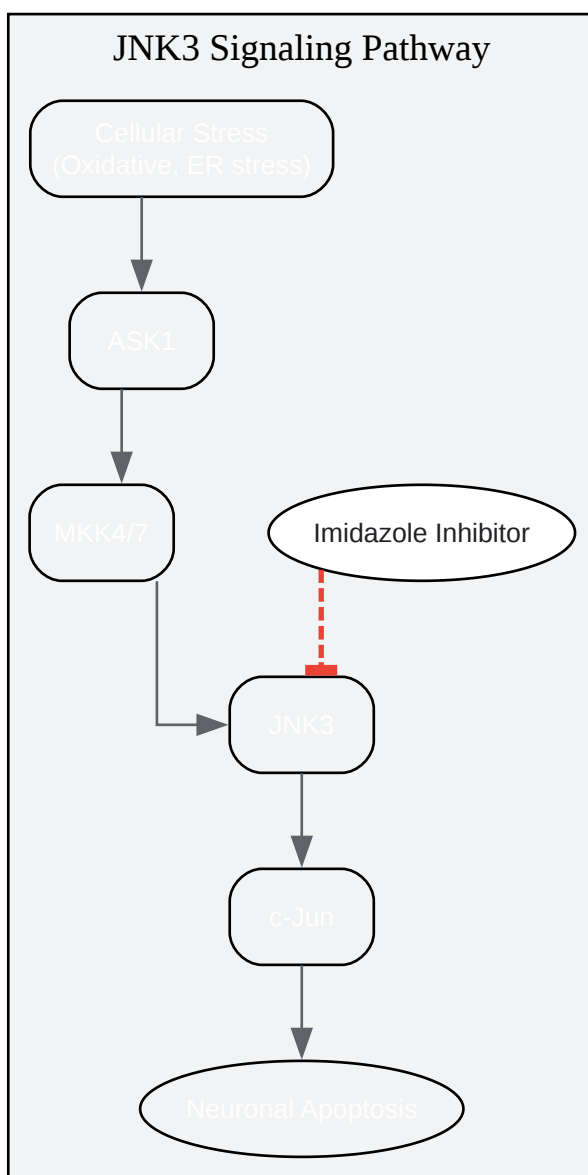 JNK3 Signaling Pathway
Cellular Stress
(Oxidative, ER stress)
ASK1
MKK4/7
Imidazole Inhibitor
JNK3
c-Jun
Neuronal Apoptosis